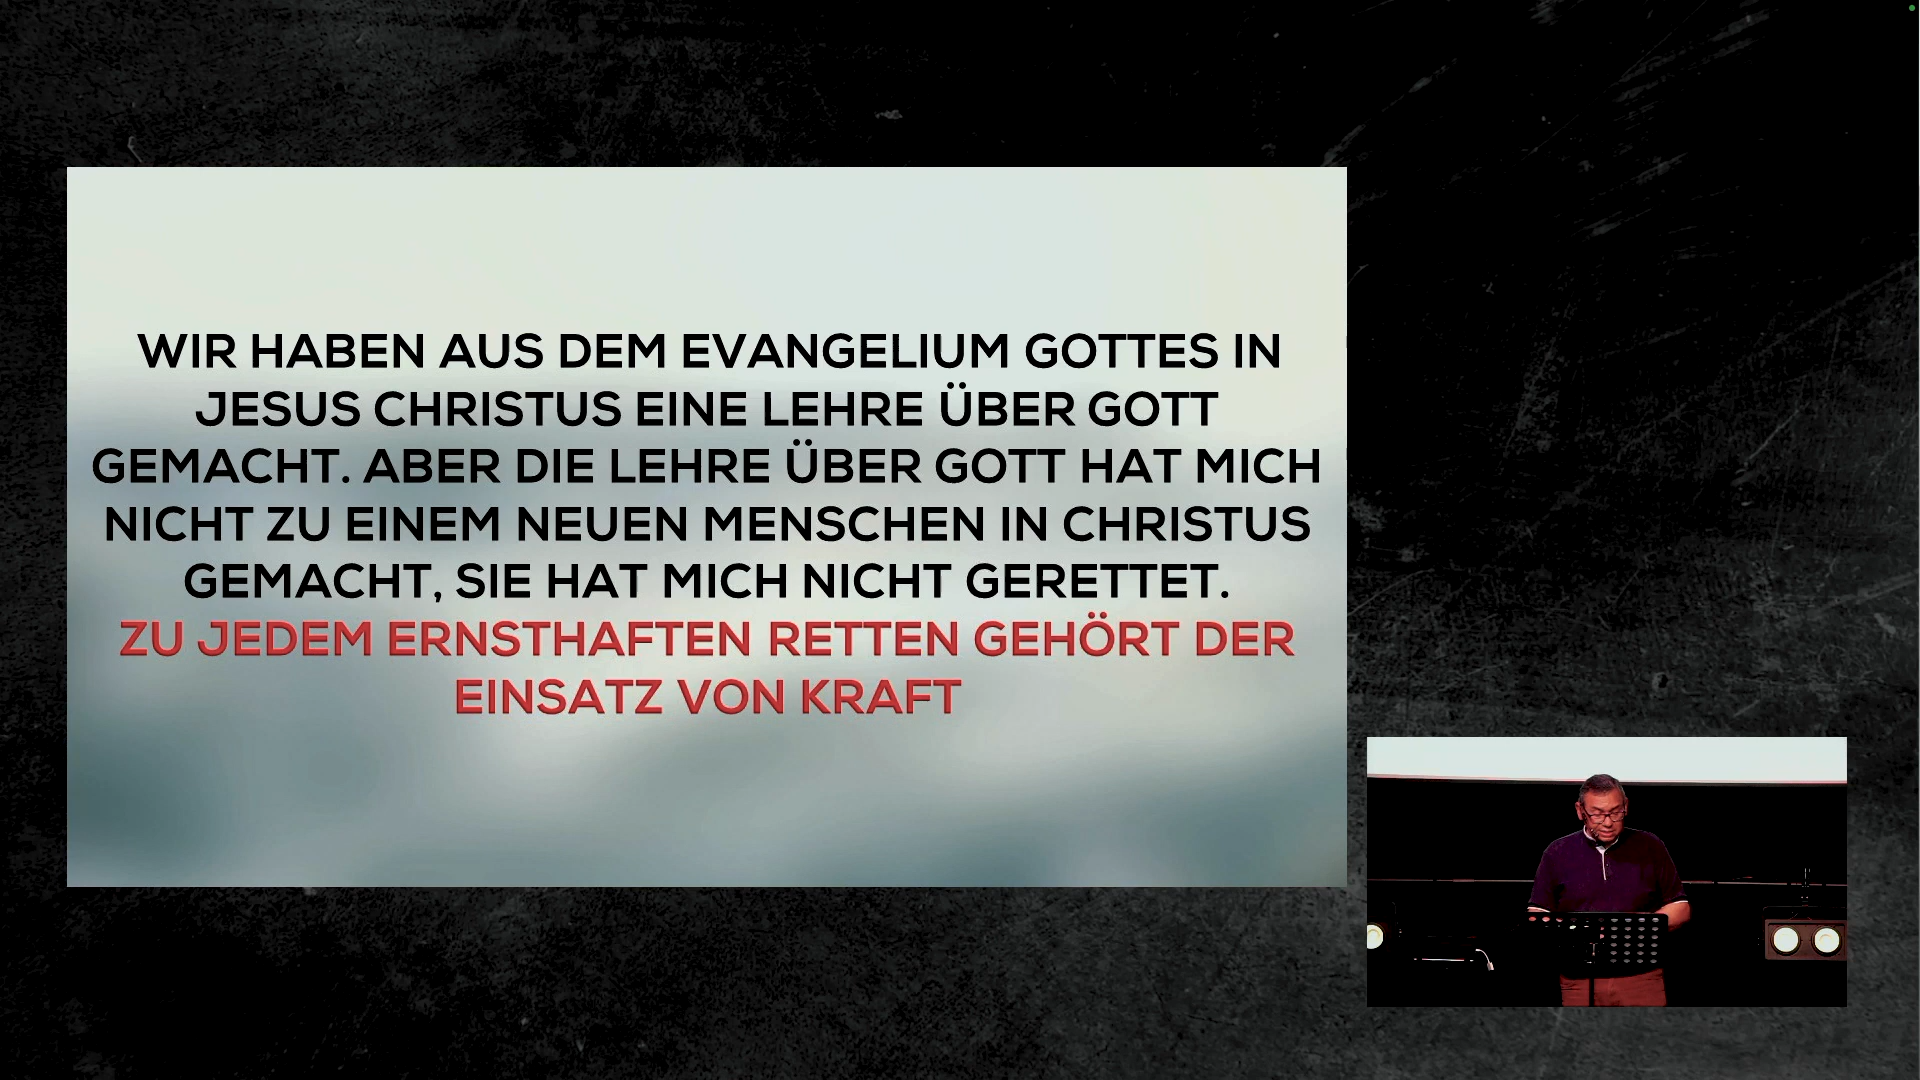 WIR HABEN AUS DEM EVANGELIUM GOTTES IN
JESUS CHRISTUS EINE LEHRE ÜBER GOTT
GEMACHT. ABER DIE LEHRE ÜBER GOTT HAT MICH
NICHT ZU EINEM NEUEN MENSCHEN IN CHRISTUS
GEMACHT, SIE HAT MICH NICHT GERETTET.
ZU JEDEM ERNSTHAFTEN RETTEN GEHÖRT DER
EINSATZ VON KRAFT